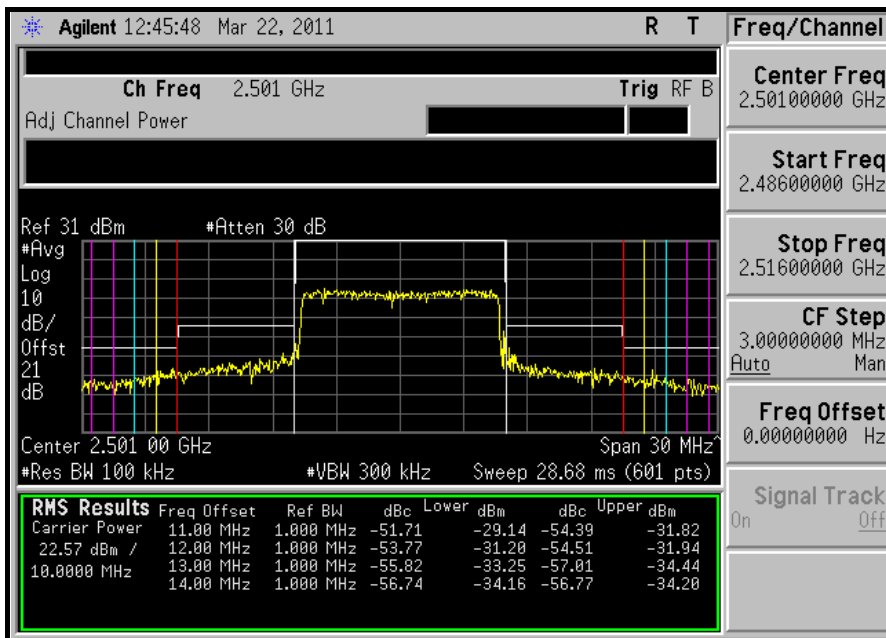 Agilent 12:45:48 Mar 22, 2011 R T
Freq/Channel
Ch Freq 2.501 GHz Trig RF B
Adj Channel Power
Center Freq
2.50100000 GHz
Start Freq
2.48600000 GHz
Stop Freq
2.51600000 GHz
CF Step
3.00000000 MHz
Auto Man
Freq Offset
0.00000000 Hz
Signal Track
On Off
Ref 31 dBm #Atten 30 dB
#Avg
Log
10
dB/
Offst
21
dB
Center 2.501 00 GHz Span 30 MHz^
#Res BW 100 kHz #VBW 300 kHz Sweep 28.68 ms (601 pts)
RMS Results Freq Offset Ref BW dBc Lower dBm dBc Upper dBm
Carrier Power 11.00 MHz 1.000 MHz -51.71 -29.14 -54.39 -31.82
22.57 dBm / 12.00 MHz 1.000 MHz -53.77 -31.20 -54.51 -31.94
10.0000 MHz 13.00 MHz 1.000 MHz -55.82 -33.25 -57.01 -34.44
14.00 MHz 1.000 MHz -56.74 -34.16 -56.77 -34.20